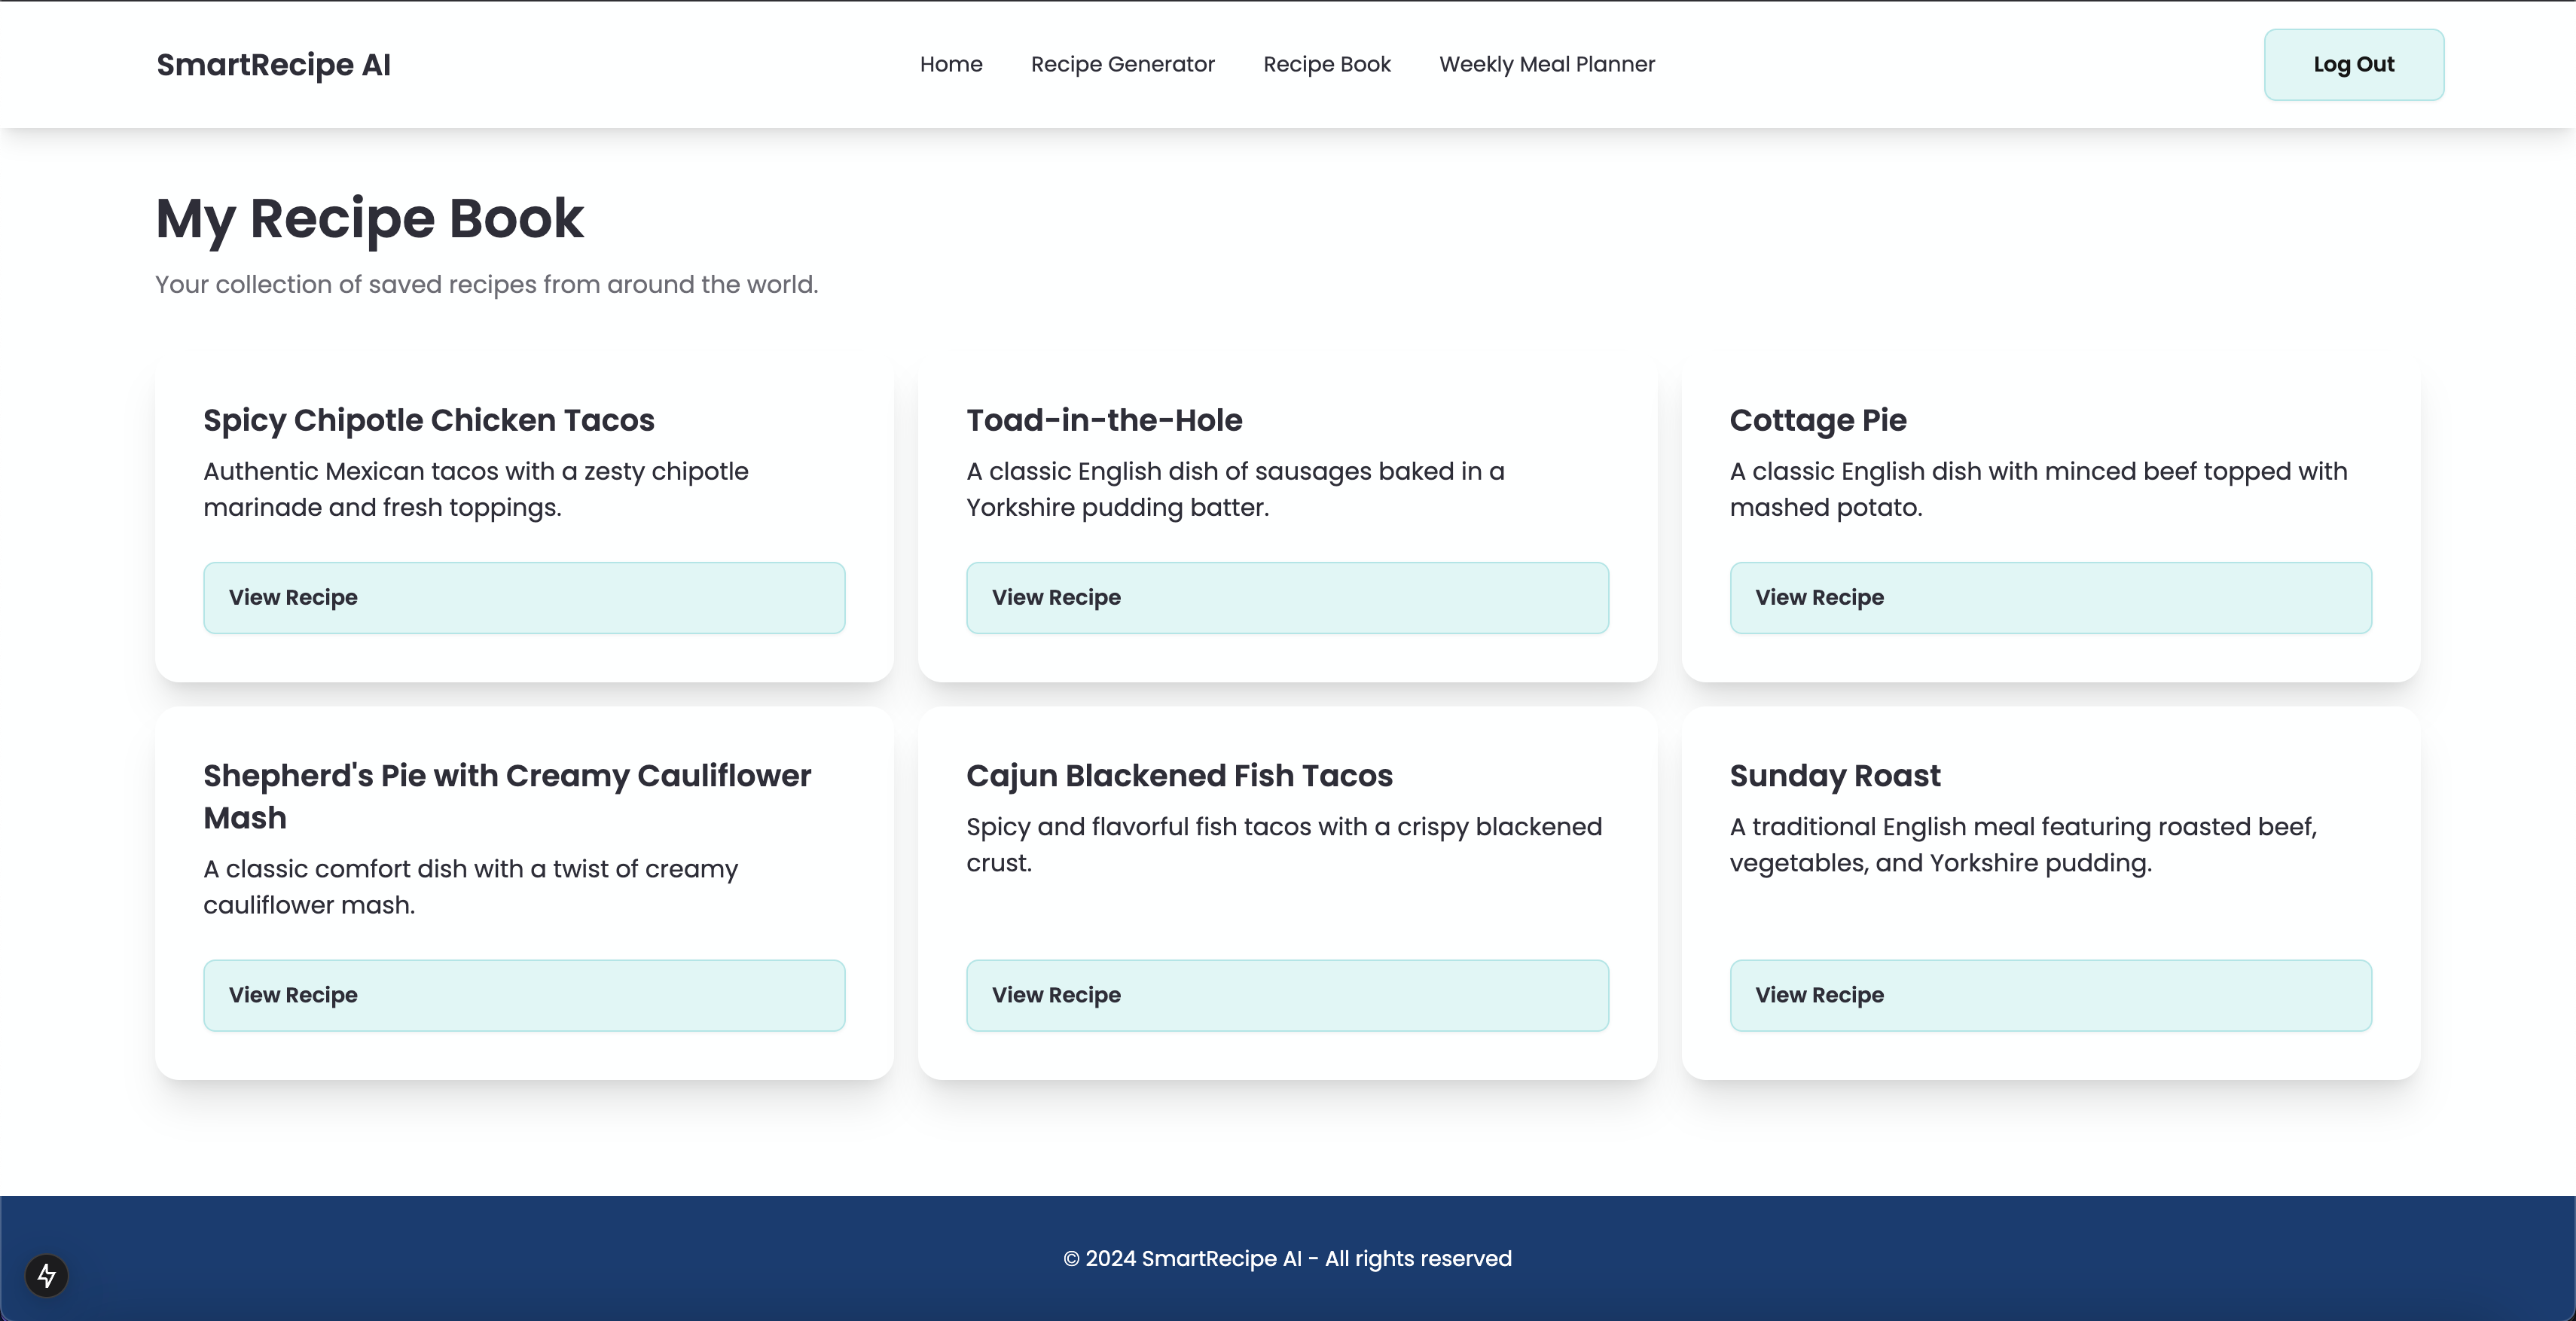 SmartRecipe AI
Home
Recipe Generator
Recipe Book
Weekly Meal Planner
Log Out
My Recipe Book
Your collection of saved recipes from around the world.
Spicy Chipotle Chicken Tacos
Authentic Mexican tacos with a zesty chipotle
marinade and fresh toppings.
View Recipe
Toad-in-the-Hole
A classic English dish of sausages baked in a
Yorkshire pudding batter.
View Recipe
Cottage Pie
A classic English dish with minced beef topped with
mashed potato.
View Recipe
Shepherd's Pie with Creamy Cauliflower
Mash
A classic comfort dish with a twist of creamy
cauliflower mash.
View Recipe
Cajun Blackened Fish Tacos
Spicy and flavorful fish tacos with a crispy blackened
crust.
View Recipe
Sunday Roast
A traditional English meal featuring roasted beef,
vegetables, and Yorkshire pudding.
View Recipe
© 2024 SmartRecipe AI - All rights reserved